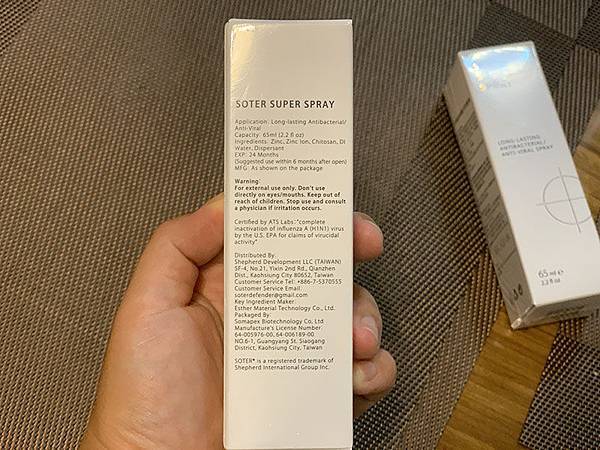 SOTER SUPER SPRAY
Application: Long-lasting Antibacterial/
Anti-Viral
Capacity: 65ml (2.2 fl oz)
Ingredients: Zinc, Zinc Ion, Chitosan, DI
Water, Dispersant
EXP: 24 Months
(Suggested use within 6 months after open)
MFG: As shown on the package
Warning:
For external use only. Don't use
directly on eyes/mouths. Keep out of
reach of children. Stop use and consult
a physician if irritation occurs.
Certified by ATS Labs:"complete
inactivation of influenza A (H1N1) virus
by the U.S. EPA for claims of virucidal
activity"
Distributed By:
Shepherd Development LLC (TAIWAN)
5F-4, No.21, Yixin 2nd Rd., Qianzhen
Dist., Kaohsiung City 80652, Taiwan
Customer Service Tel: +886-7-5370555
Customer Service Email:
soterdefender@gmail.com
Key Ingredient Maker:
Esther Material Technology Co., Ltd.
Packaged By:
Somapex Biotechnology Co, Ltd
Manufacture's License Number:
64-005976-00, 64-006189-00
NO.6-1, Guangyang St. Siaogang
District, Kaohsiung City, Taiwan
SOTER® is a registered trademark of
Shepherd International Group Inc.
LONG-LASTING
ANTIBACTERIAL/
ANTI-VIRAL SPRAY
65 ml e
2.2 fl oz